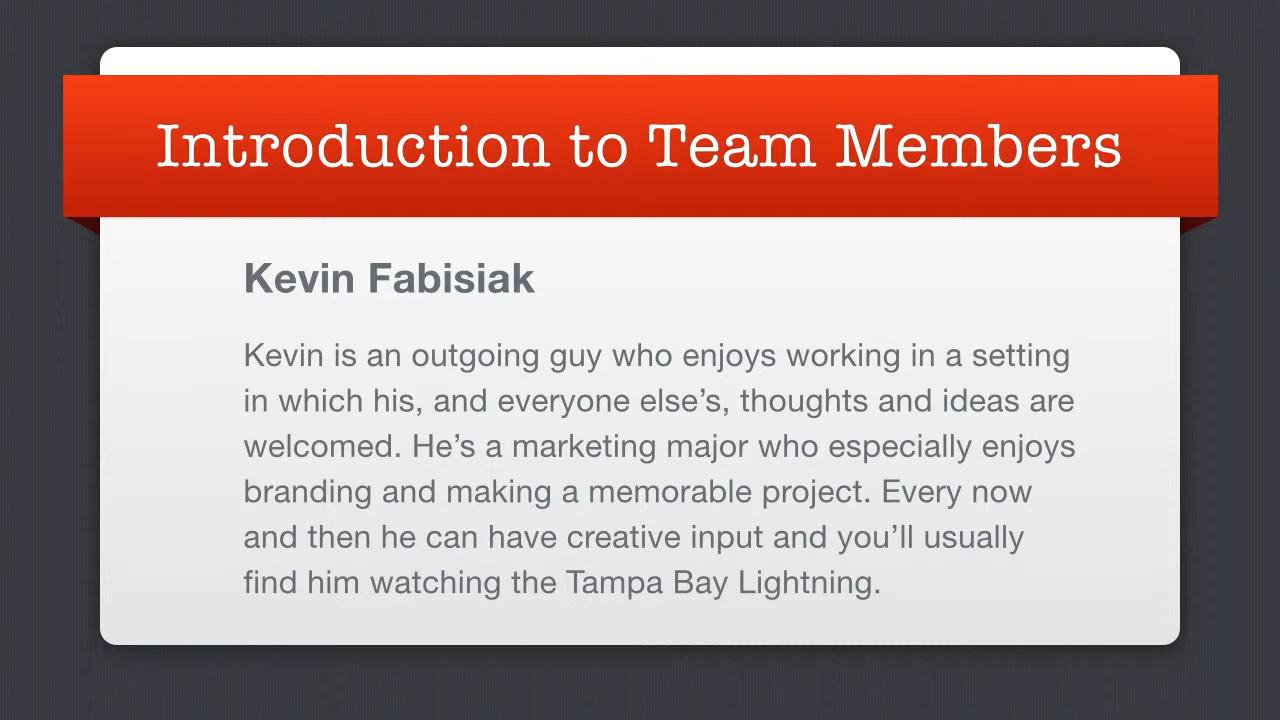 Introduction to Team Members
Kevin Fabisiak
Kevin is an outgoing guy who enjoys working in a setting
in which his, and everyone else’s, thoughts and ideas are
welcomed. He’s a marketing major who especially enjoys
branding and making a memorable project. Every now
and then he can have creative input and you’ll usually
find him watching the Tampa Bay Lightning.